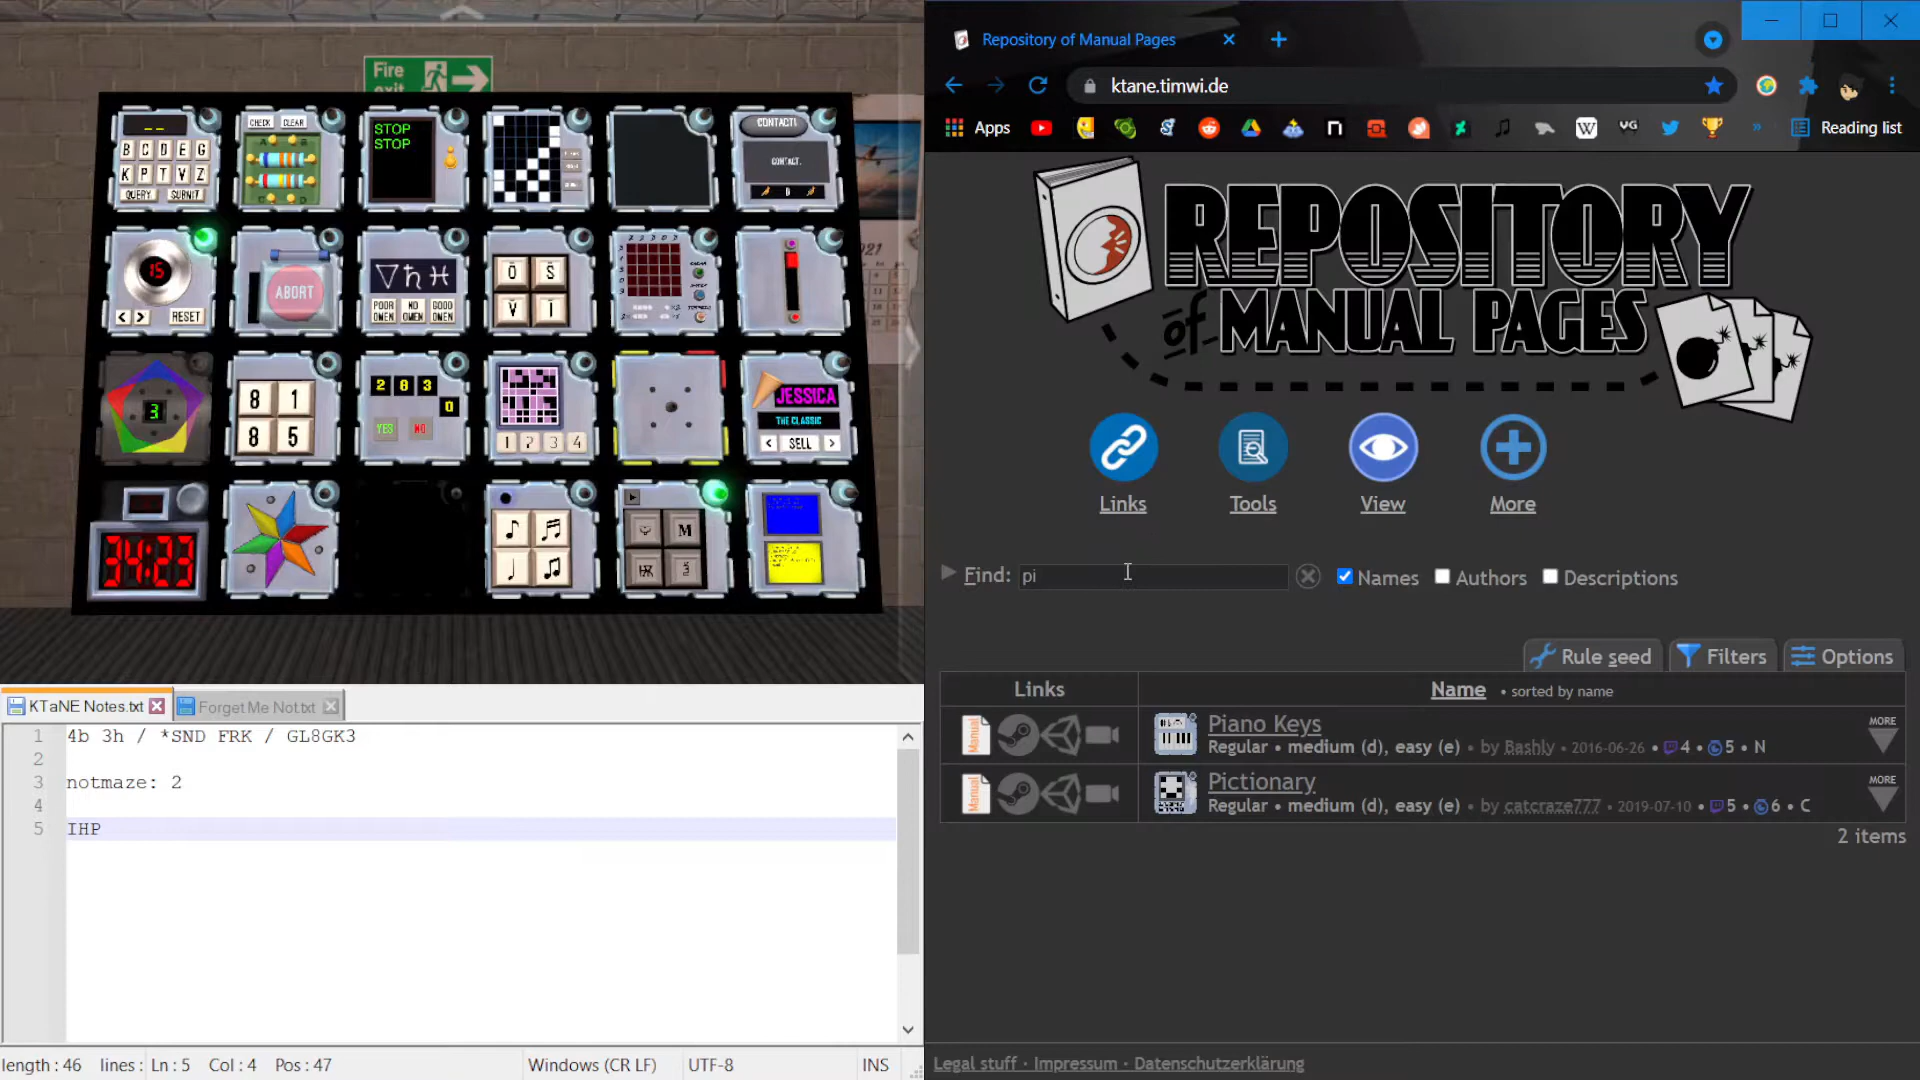 Fire
exit
B C D E G
K P T V Z
QUERY SUBMIT
CHECK CLEAR
A B
C D
STOP
STOP
CONTACT!
CONTACT.
15
< > RESET
ABORT
POOR OMEN
NO OMEN
GOOD OMEN
Ö S
V I
3
8 1
8 5
2 8 3
0
YES NO
1 2 3 4
JESSICA
THE CLASSIC
< SELL >
34:23
M
Repository of Manual Pages
ktane.timwi.de
Apps
Reading list
REPOSITORY
of MANUAL PAGES
Links
Tools
View
More
Find: pi
Names
Authors
Descriptions
Rule seed
Filters
Options
Links
Name • sorted by name
Manual
Piano Keys
Regular • medium (d), easy (e) • by Bashly • 2016-06-26 • 4 • 5 • N
MORE
Manual
Pictionary
Regular • medium (d), easy (e) • by catcraze777 • 2019-07-10 • 5 • 6 • C
MORE
2 items
Legal stuff · Impressum · Datenschutzerklärung
KTaNE Notes.txt
Forget Me Not.txt
1 4b 3h / *SND FRK / GL8GK3
2
3 notmaze: 2
4
5 IHP
length : 46 lines : Ln : 5 Col : 4 Pos : 47
Windows (CR LF)
UTF-8
INS